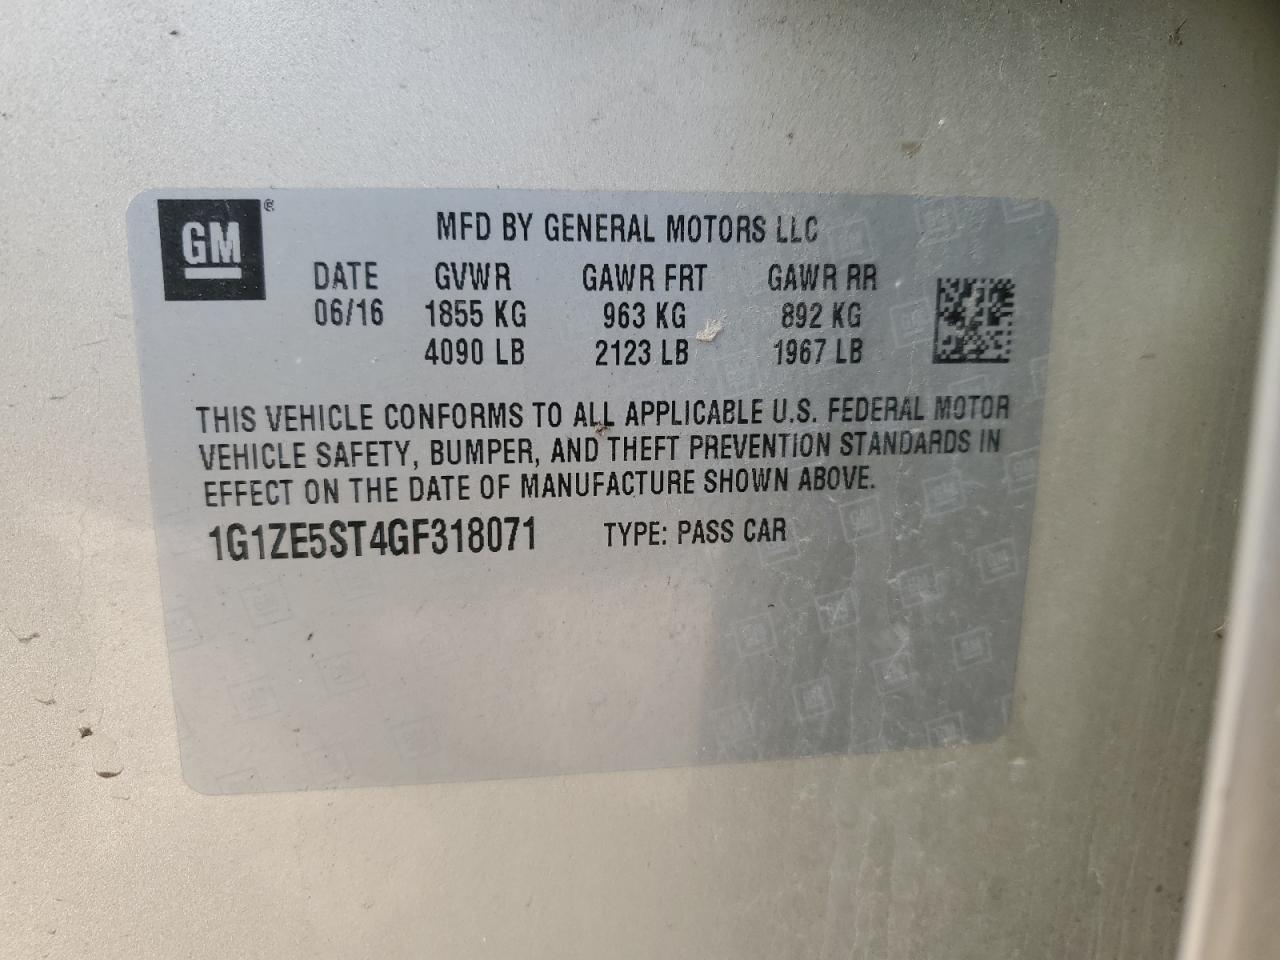 GM®
MFD BY GENERAL MOTORS LLC
DATE GVWR GAWR FRT GAWR RR
06/16 1855 KG 963 KG 892 KG
4090 LB 2123 LB 1967 LB
THIS VEHICLE CONFORMS TO ALL APPLICABLE U.S. FEDERAL MOTOR
VEHICLE SAFETY, BUMPER, AND THEFT PREVENTION STANDARDS IN
EFFECT ON THE DATE OF MANUFACTURE SHOWN ABOVE.
1G1ZE5ST4GF318071 TYPE: PASS CAR